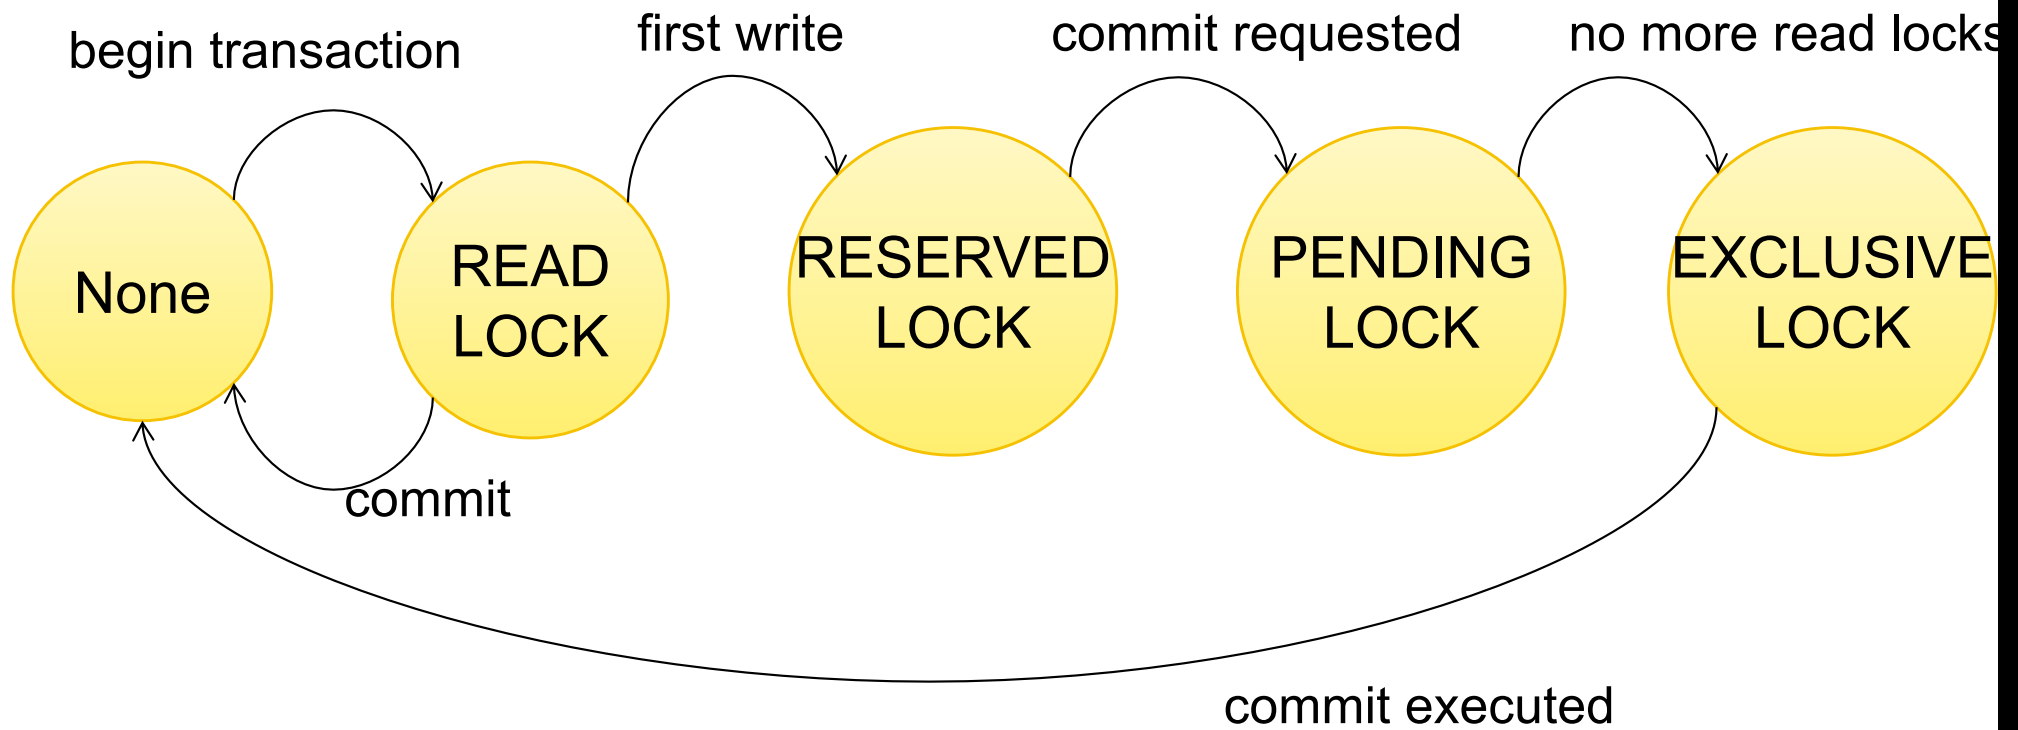 begin transaction
first write
commit requested
no more read locks
None
READ
LOCK
RESERVED
LOCK
PENDING
LOCK
EXCLUSIVE
LOCK
commit
commit executed